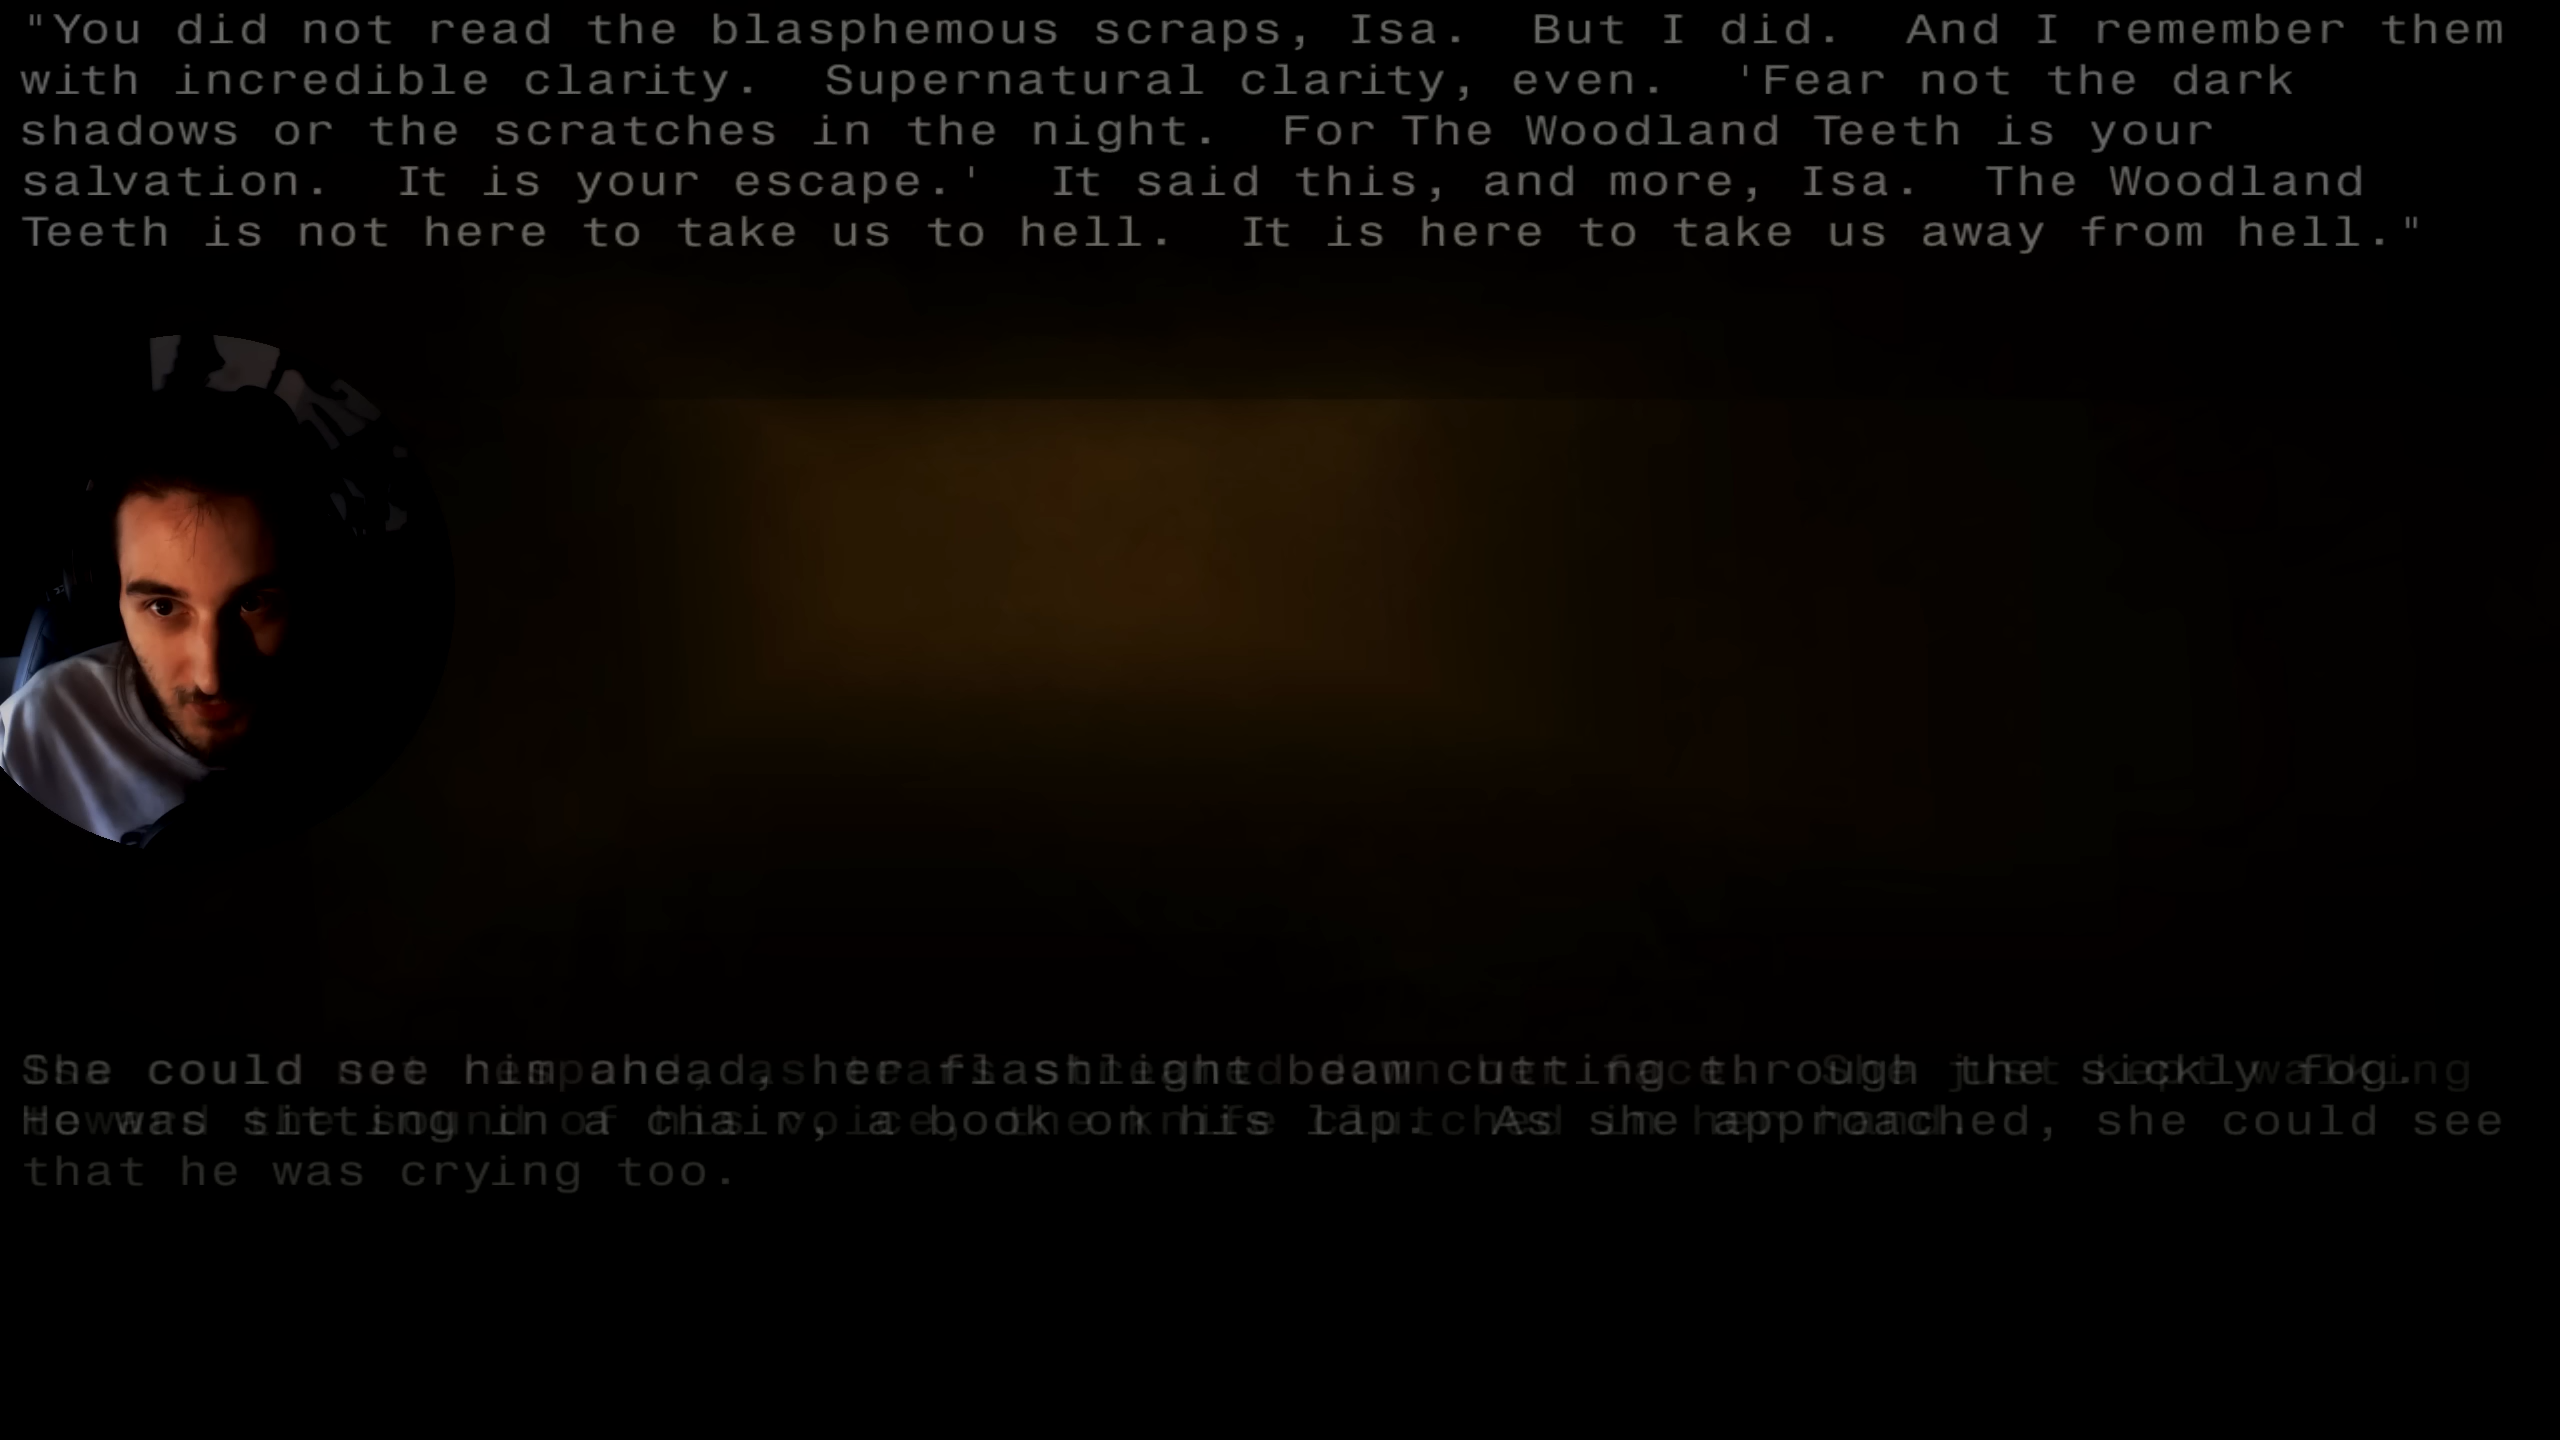 "You did not read the blasphemous scraps, Isa.  But I did.  And I remember them
with incredible clarity.  Supernatural clarity, even.  'Fear not the dark
shadows or the scratches in the night.  For The Woodland Teeth is your
salvation.  It is your escape.'  It said this, and more, Isa.  The Woodland
Teeth is not here to take us to hell.  It is here to take us away from hell."
She could see him ahead, her flashlight beam cutting through the sickly fog.
He was sitting in a chair, a book on his lap.  As she approached, she could see
that he was crying too.